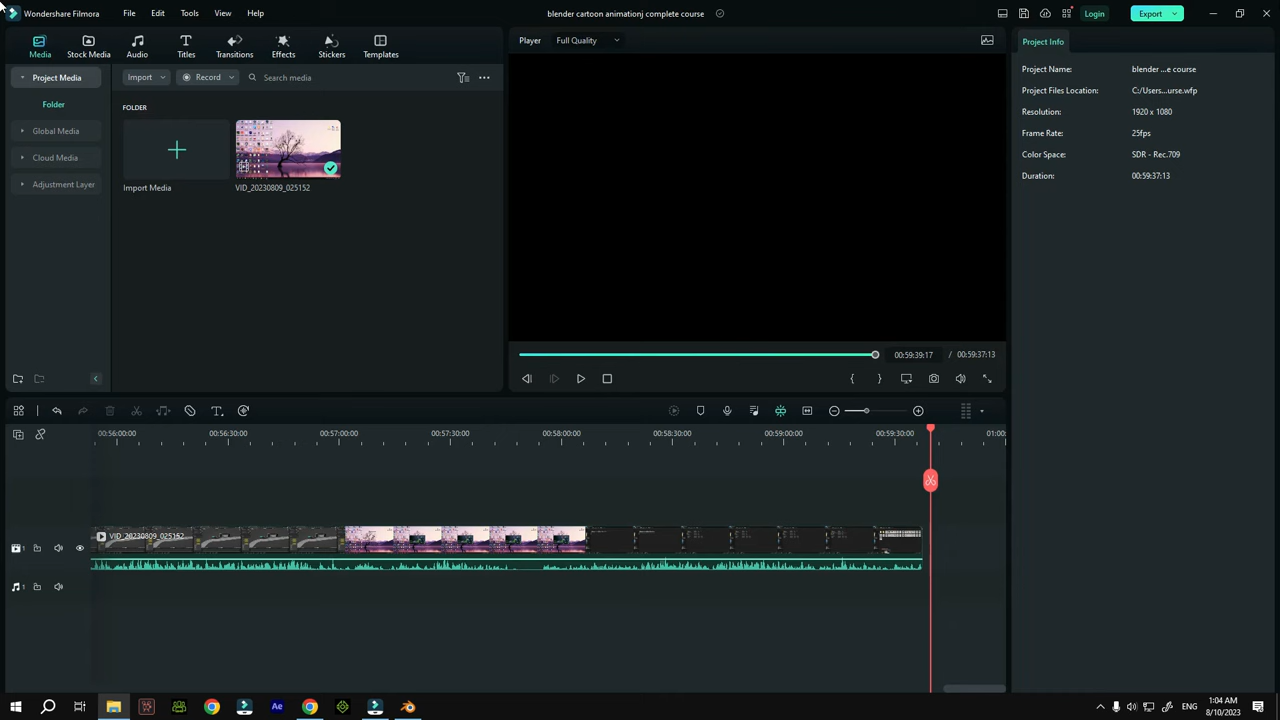 Wondershare Filmora File Edit Tools View Help blender cartoon animationj complete course Login Export
Media Stock Media Audio Titles Transitions Effects Stickers Templates
Player Full Quality
Project Info
Project Media
Import Record Search media
Folder
Global Media
Cloud Media
Adjustment Layer
FOLDER
Import Media VID_20230809_025152
Project Name: blender ...e course
Project Files Location: C:/Users...urse.wfp
Resolution: 1920 x 1080
Frame Rate: 25fps
Color Space: SDR - Rec.709
Duration: 00:59:37:13
00:59:39:17 / 00:59:37:13
00:56:00:00 00:56:30:00 00:57:00:00 00:57:30:00 00:58:00:00 00:58:30:00 00:59:00:00 00:59:30:00 01:00:
VID_20230809_025152
1
1
Ae ENG 1:04 AM
8/10/2023